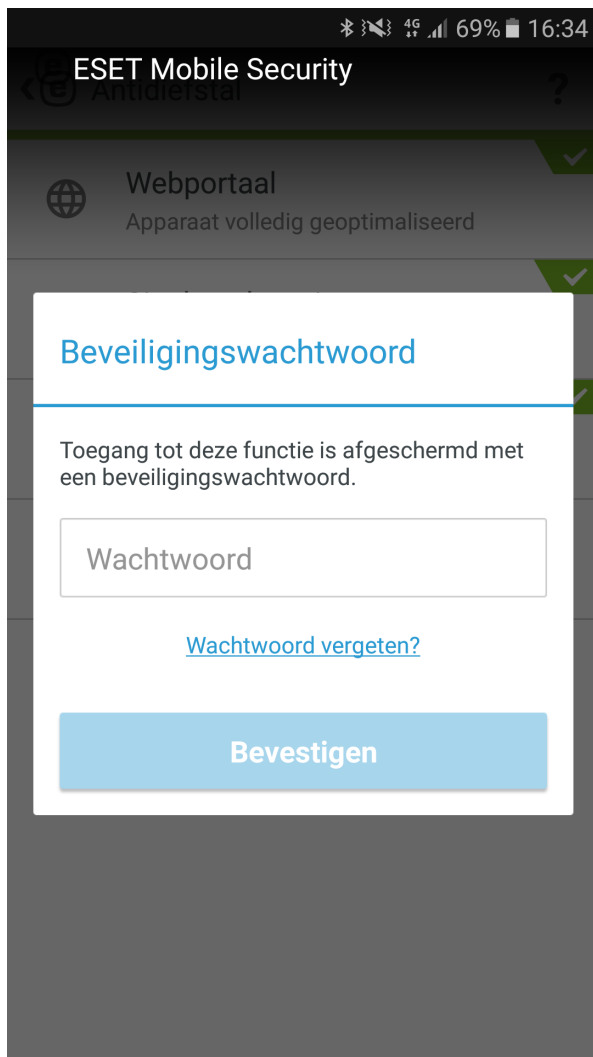 4G 69% 16:34
ESET Mobile Security
Antidiefstal ?
Webportaal
Apparaat volledig geoptimaliseerd
Beveiligingswachtwoord
Toegang tot deze functie is afgeschermd met
een beveiligingswachtwoord.
Wachtwoord
Wachtwoord vergeten?
Bevestigen